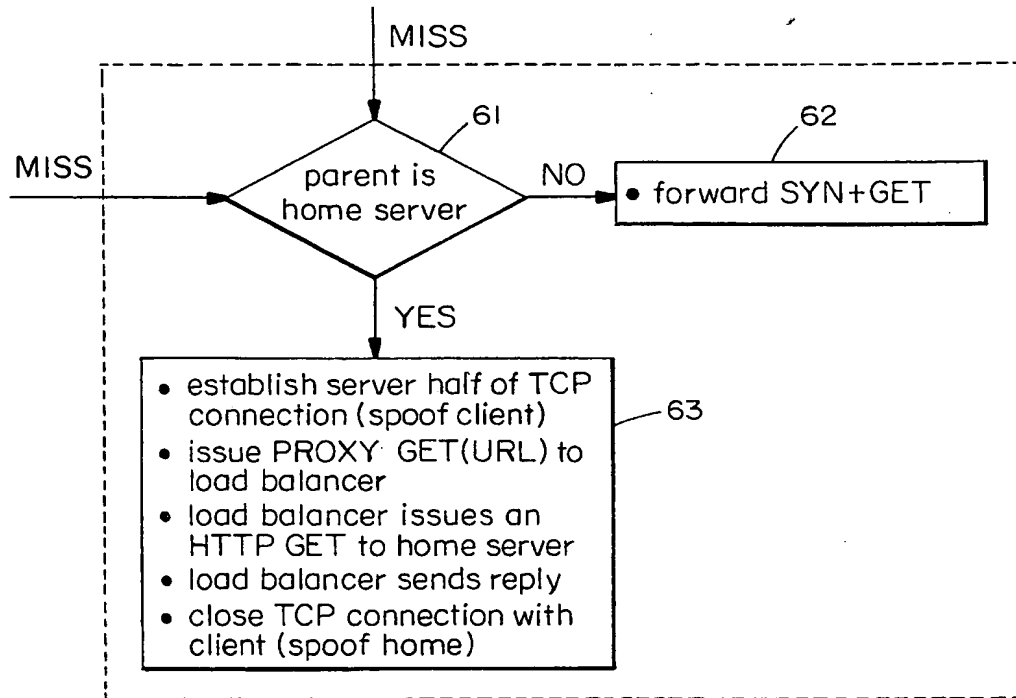 MISS
61
62
MISS
parent is
home server
NO
• forward SYN+GET
YES
• establish server half of TCP
connection (spoof client)
63
• issue PROXY GET(URL) to
load balancer
• load balancer issues an
HTTP GET to home server
• load balancer sends reply
• close TCP connection with
client (spoof home)